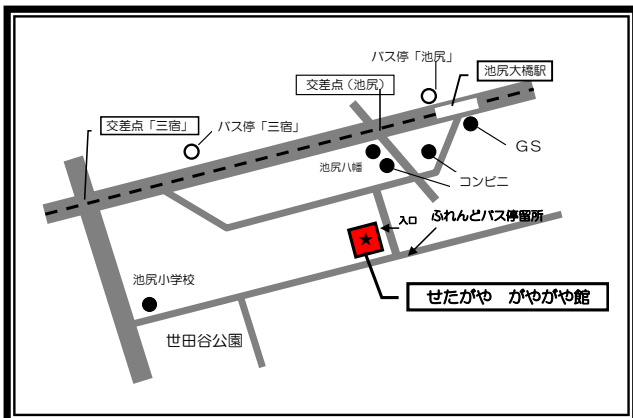 バス停「池尻」
池尻大橋駅
交差点（池尻）
交差点「三宿」
バス停「三宿」
GS
池尻八幡
コンビニ
入口
ふれんどバス停留所
池尻小学校
せたがや がやがや館
世田谷公園